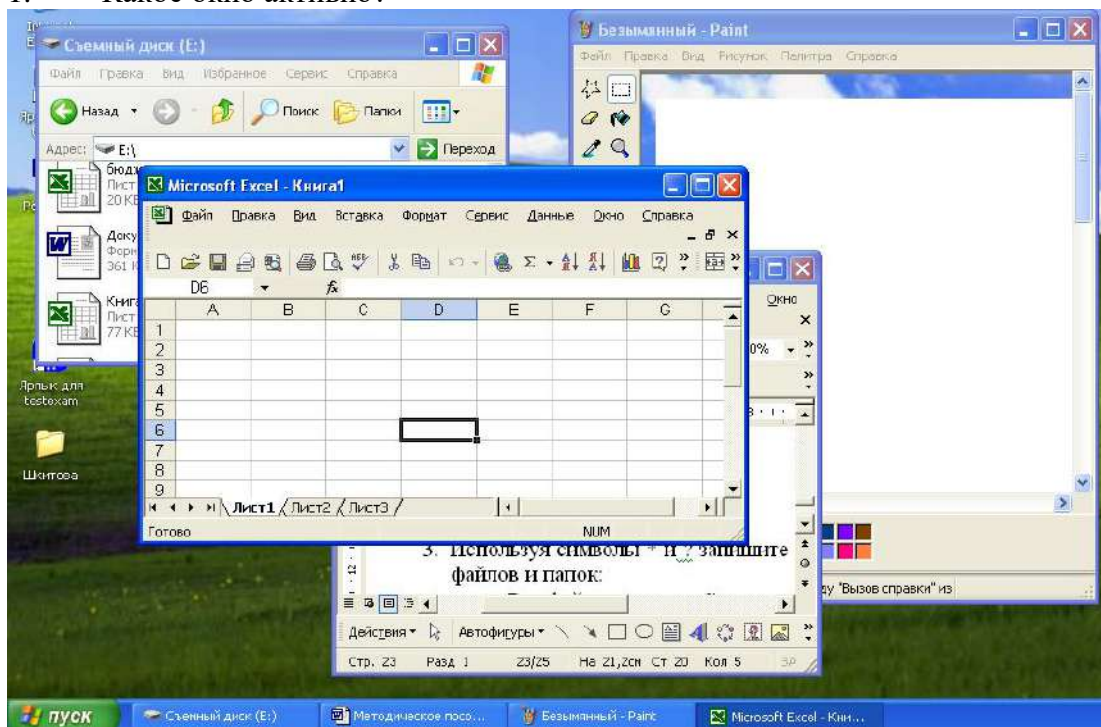 1. Какое окно активно?
Съемный диск (E:)
Файл Правка Вид Избранное Сервис Справка
Назад Поиск Папки
Адрес: E:\ Переход
Лист
20 КБ
361
77 КБ
Ярлык для
testexam
Шкитова
Безымянный - Paint
Файл Правка Вид Рисунок Палитра Справка
Microsoft Excel - Книга1
Файл Правка Вид Вставка Формат Сервис Данные Окно Справка
D6 fx
A B C D E F G
1
2
3
4
5
6
7
8
9
Лист1 Лист2 Лист3
Готово NUM
Окно
0%
3. Используя символы * и ? запишите
файлов и папок:
Действия Автофигуры
Стр. 23 Разд 1 23/25 На 21,2см Ст 20 Кол 5
"Вызов справки" из
пуск Съемный диск (E:) Методическое посо... Безымянный - Paint Microsoft Excel - Кни...